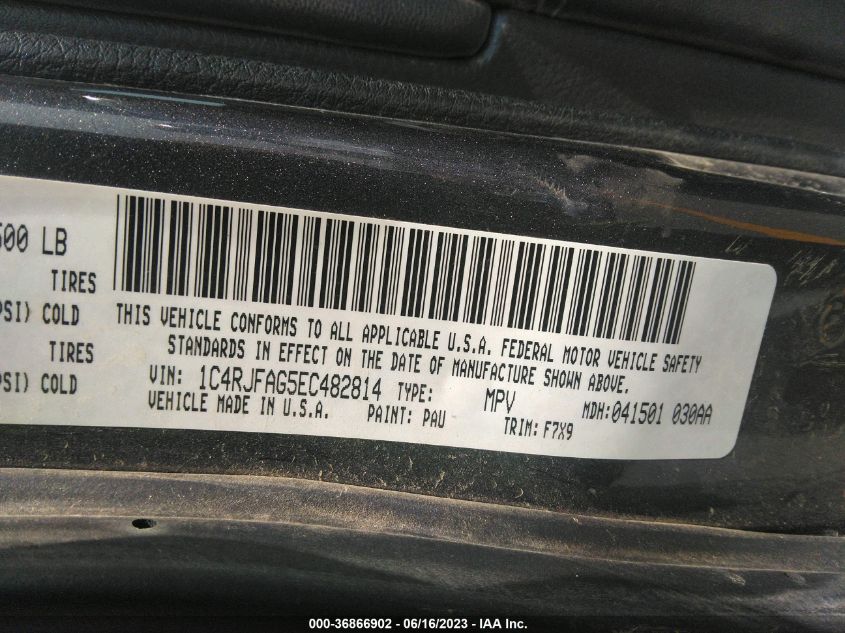 500 LB
TIRES
PSI) COLD
TIRES
PSI) COLD
THIS VEHICLE CONFORMS TO ALL APPLICABLE U.S.A. FEDERAL MOTOR VEHICLE SAFETY
STANDARDS IN EFFECT ON THE DATE OF MANUFACTURE SHOWN ABOVE.
VIN: 1C4RJFAG5EC482814 TYPE: MPV MDH:041501 030AA
VEHICLE MADE IN U.S.A. PAINT: PAU TRIM: F7X9
000-36866902 - 06/16/2023 - IAA Inc.